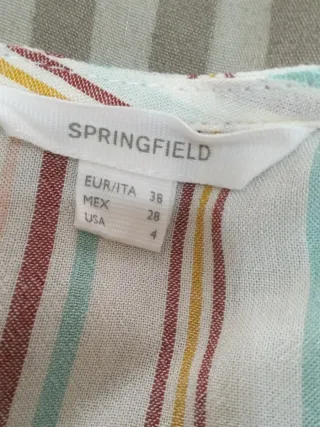 SPRINGFIELD
EUR/ITA 38
MEX 28
USA 4